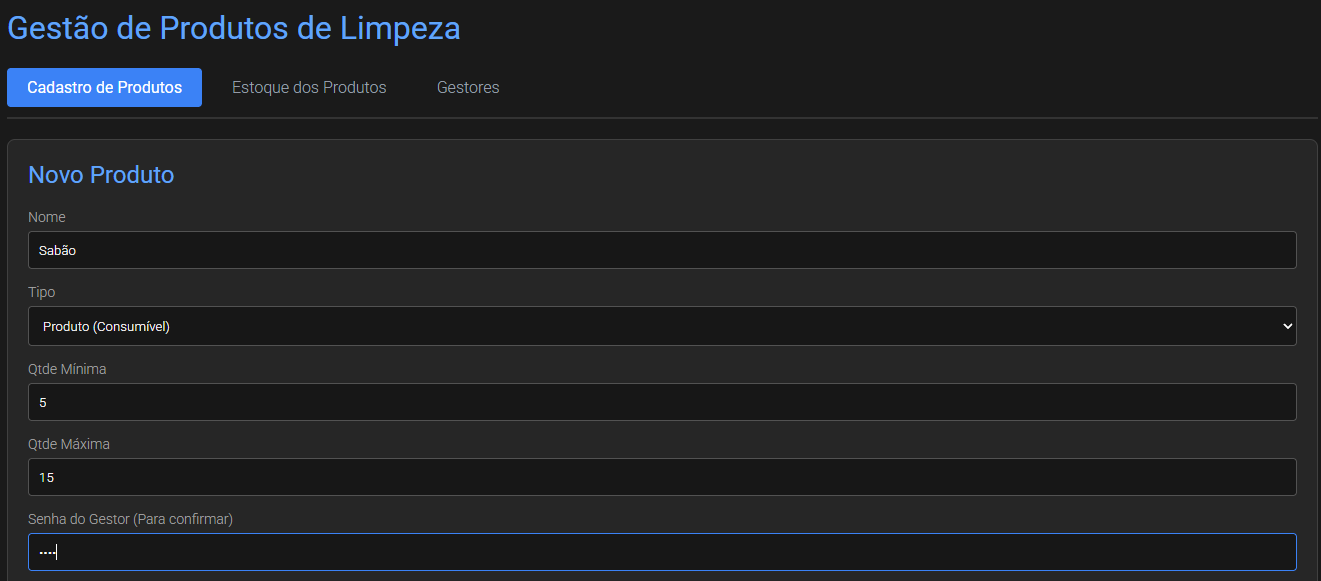 Gestão de Produtos de Limpeza
Cadastro de Produtos Estoque dos Produtos Gestores
Novo Produto
Nome
Sabão
Tipo
Produto (Consumível)
Qtde Mínima
5
Qtde Máxima
15
Senha do Gestor (Para confirmar)
••••